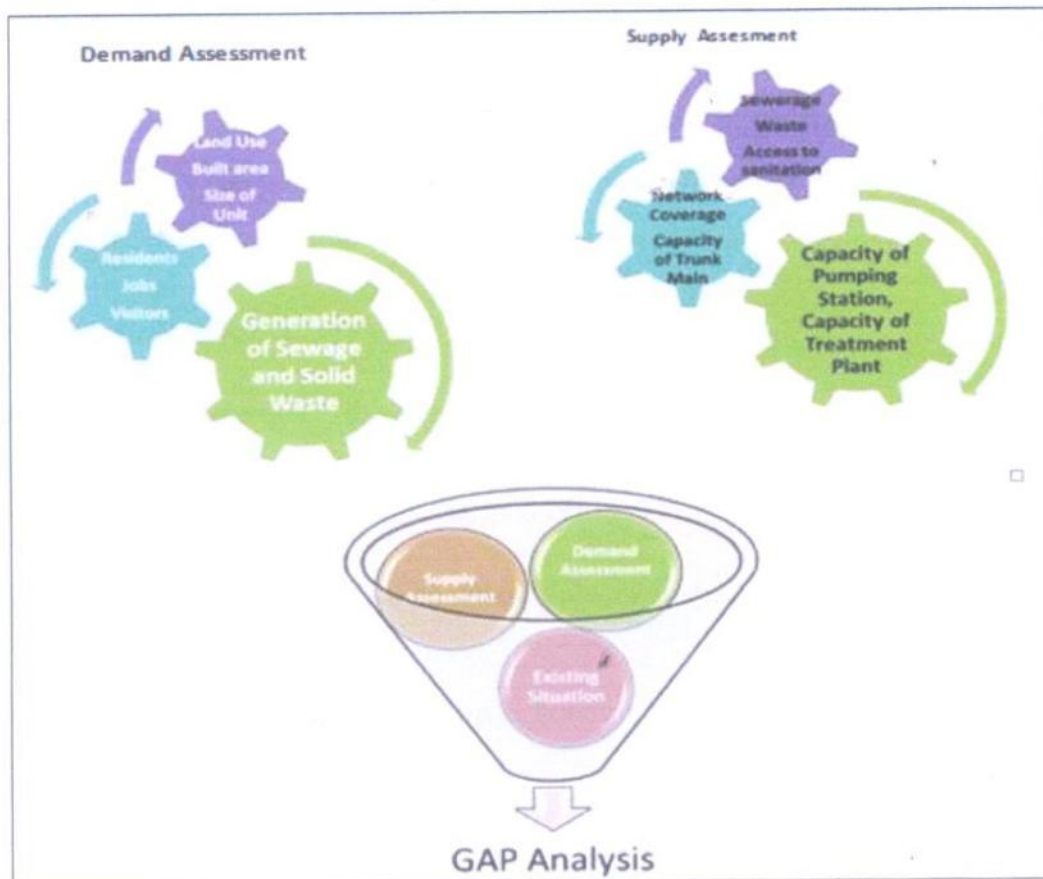 Demand Assessment
Supply Assesment
Land Use
Built area
Size of
Unit
Residents
Jobs
Visitors
Generation
of Sewage
and Solid
Waste
Sewerage
Waste
Access to
sanitation
Network
Coverage
Capacity
of Trunk
Main
Capacity of
Pumping
Station,
Capacity of
Treatment
Plant
Supply
Assessment
Demand
Assessment
Existing
Situation
GAP Analysis